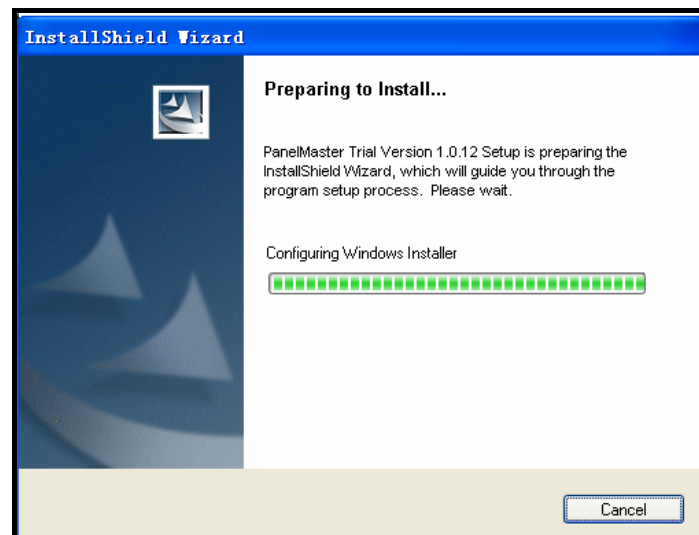 InstallShield Wizard
Preparing to Install...
PanelMaster Trial Version 1.0.12 Setup is preparing the
InstallShield Wizard, which will guide you through the
program setup process. Please wait.
Configuring Windows Installer
Cancel